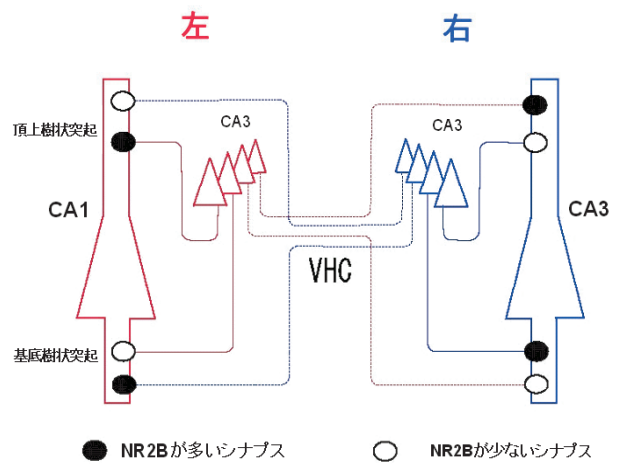 左
右
頂上樹状突起
CA3
CA3
CA1
CA3
VHC
基底樹状突起
NR2Bが多いシナプス
NR2Bが少ないシナプス